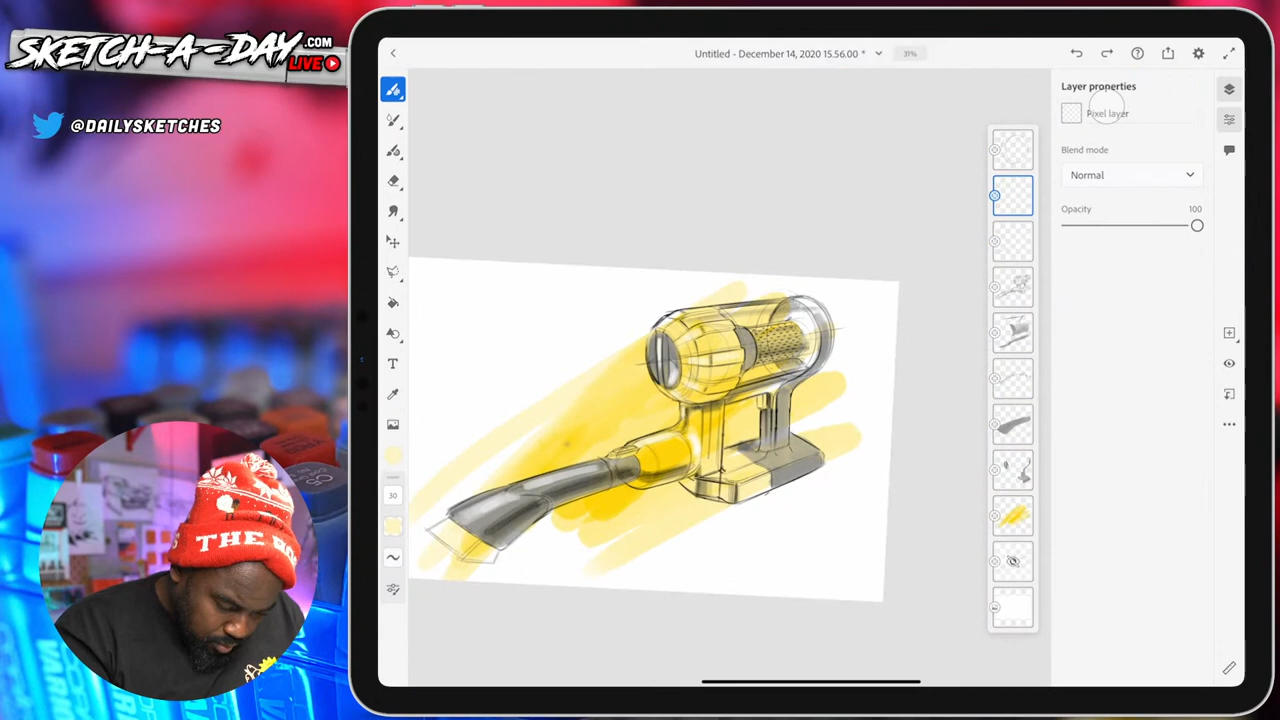 SKETCH-A-DAY.COM
LIVE
@DAILYSKETCHES
Untitled - December 14, 2020 15.56.00 *
31%
Layer properties
Pixel layer
Blend mode
Normal
Opacity
100
T
30
THE